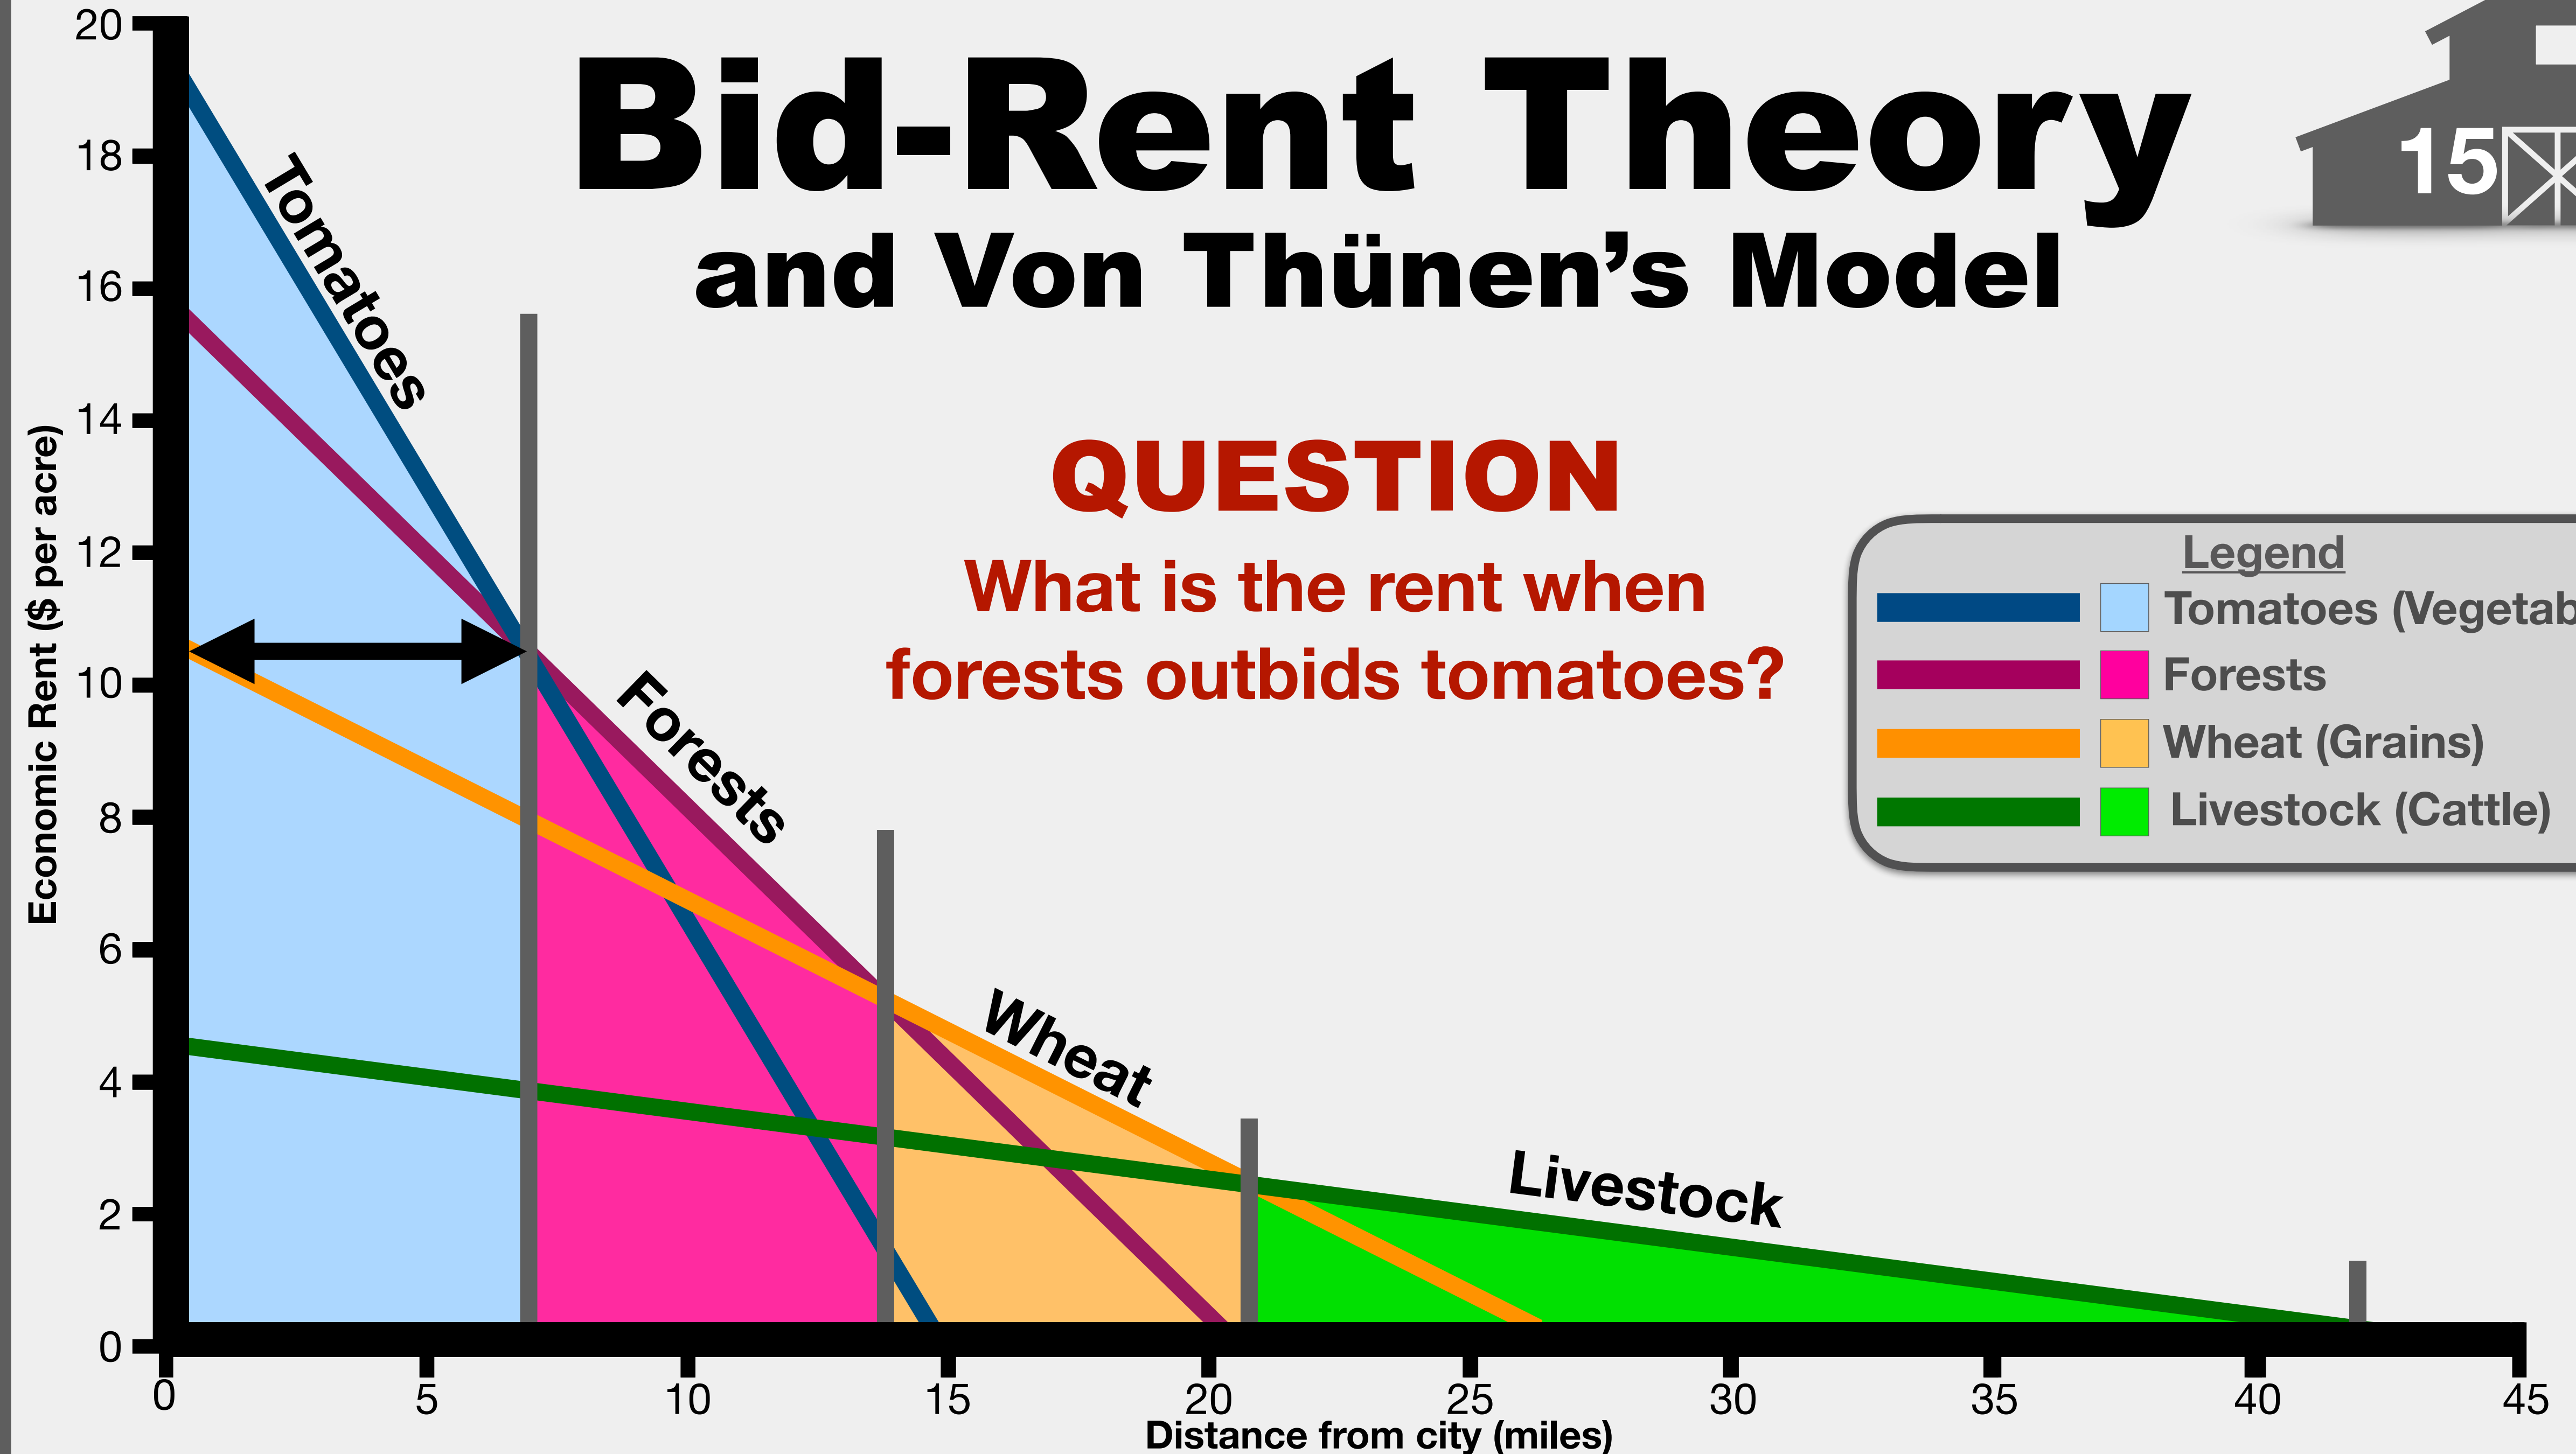 Bid-Rent Theory
and Von Thünen's Model
15
QUESTION
What is the rent when
forests outbids tomatoes?
Economic Rent ($ per acre)
20
18
16
14
12
10
8
6
4
2
0
Tomatoes
Forests
Wheat
Livestock
Legend
Tomatoes (Vegetab
Forests
Wheat (Grains)
Livestock (Cattle)
0 5 10 15 20 25 30 35 40 45
Distance from city (miles)